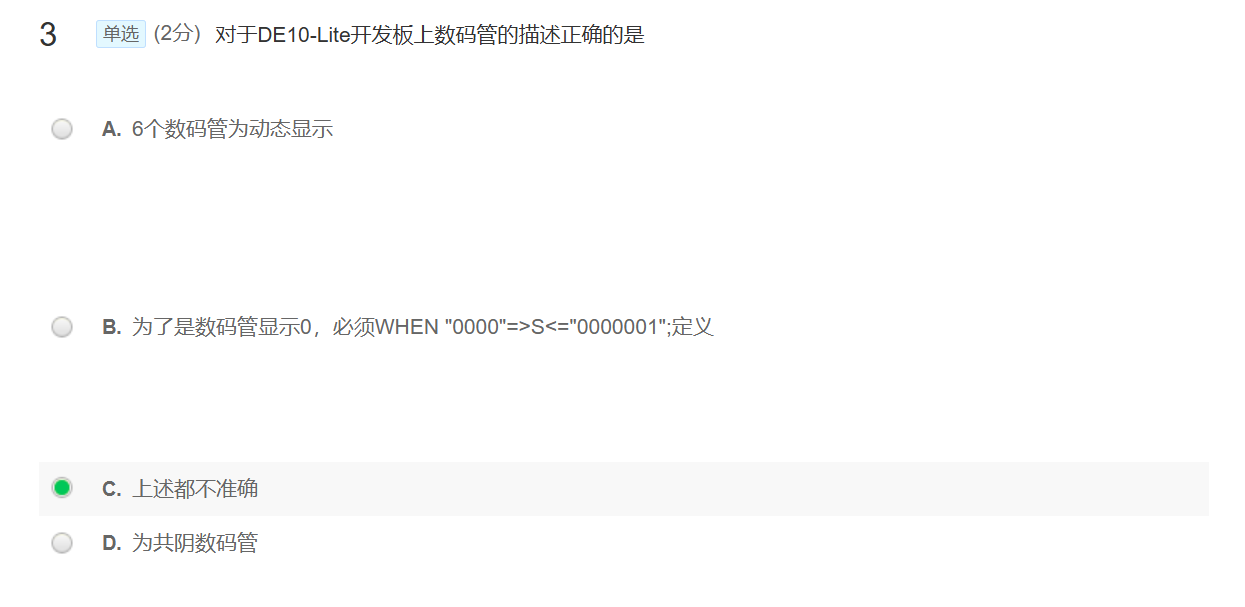 3 单选 (2分) 对于DE10-Lite开发板上数码管的描述正确的是
A. 6个数码管为动态显示
B. 为了是数码管显示0，必须WHEN "0000"=>S<="0000001";定义
C. 上述都不准确
D. 为共阴数码管